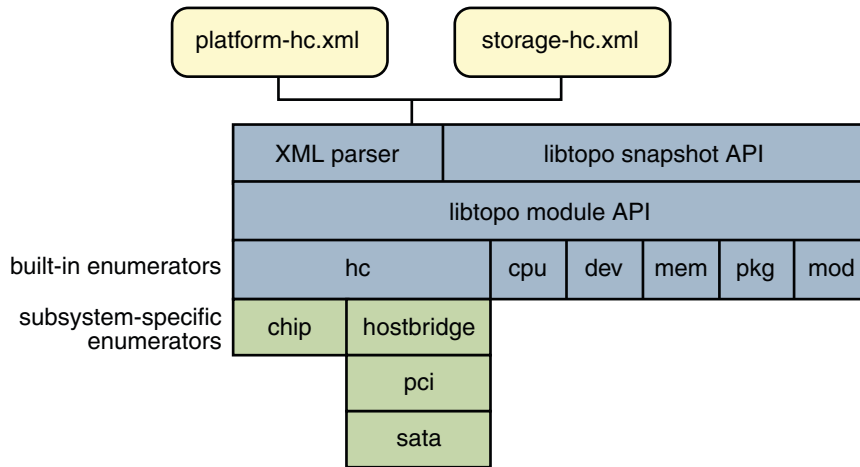 platform-hc.xml
storage-hc.xml
XML parser
libtopo snapshot API
libtopo module API
built-in enumerators
hc
cpu
dev
mem
pkg
mod
subsystem-specific
enumerators
chip
hostbridge
pci
sata